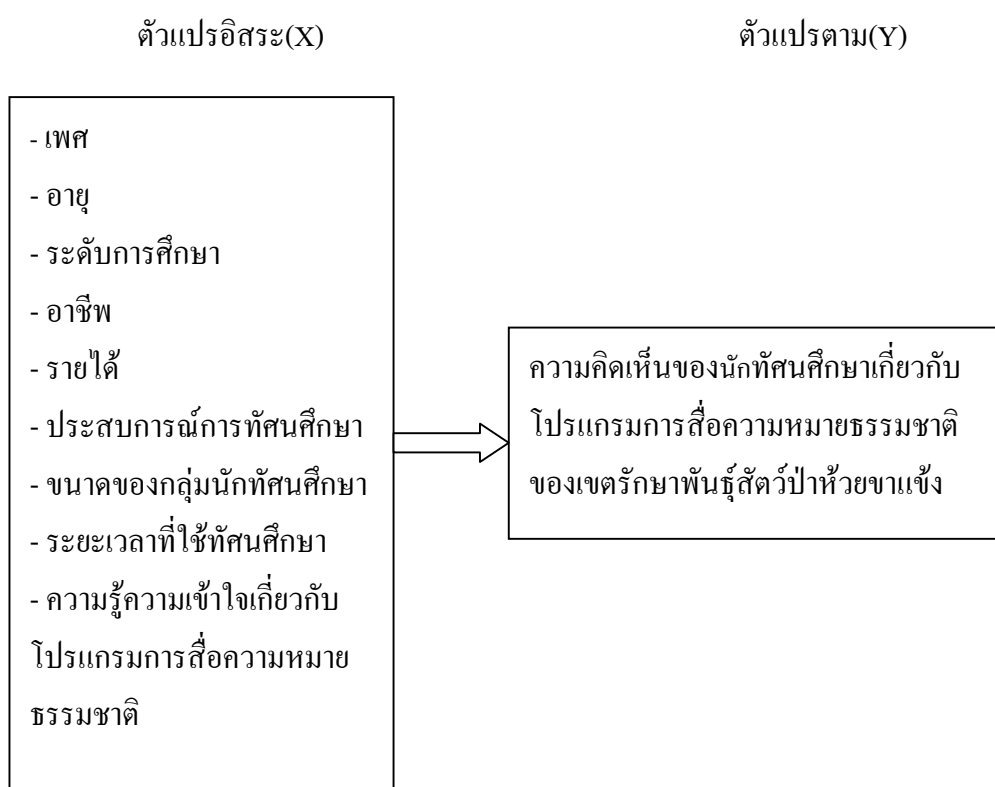 ตัวแปรอิสระ(X)
ตัวแปรตาม(Y)
- เพศ
- อายุ
- ระดับการศึกษา
- อาชีพ
- รายได้
- ประสบการณ์การทัศนศึกษา
- ขนาดของกลุ่มนักทัศนศึกษา
- ระยะเวลาที่ใช้ทัศนศึกษา
- ความรู้ความเข้าใจเกี่ยวกับ
โปรแกรมการสื่อความหมาย
ธรรมชาติ
ความคิดเห็นของนักทัศนศึกษาเกี่ยวกับ
โปรแกรมการสื่อความหมายธรรมชาติ
ของเขตรักษาพันธุ์สัตว์ป่าห้วยขาแข้ง